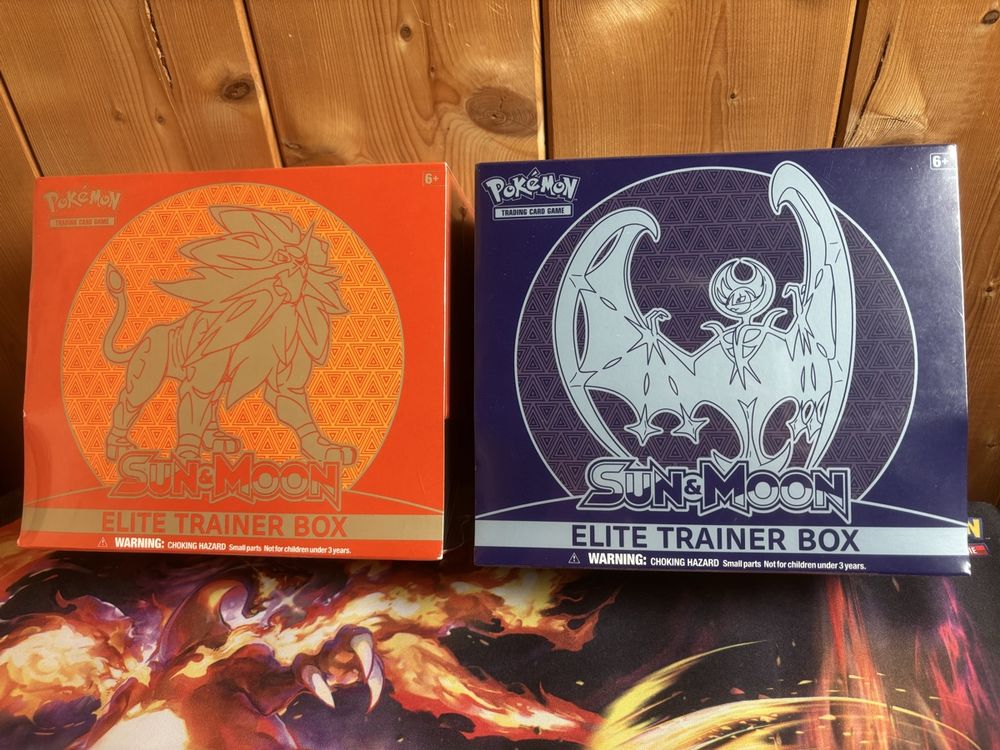 POKéMON
TRADING CARD GAME
6+
SUN & MOON
ELITE TRAINER BOX
WARNING: CHOKING HAZARD Small parts Not for children under 3 years.
POKéMON
TRADING CARD GAME
6+
SUN & MOON
ELITE TRAINER BOX
WARNING: CHOKING HAZARD Small parts Not for children under 3 years.